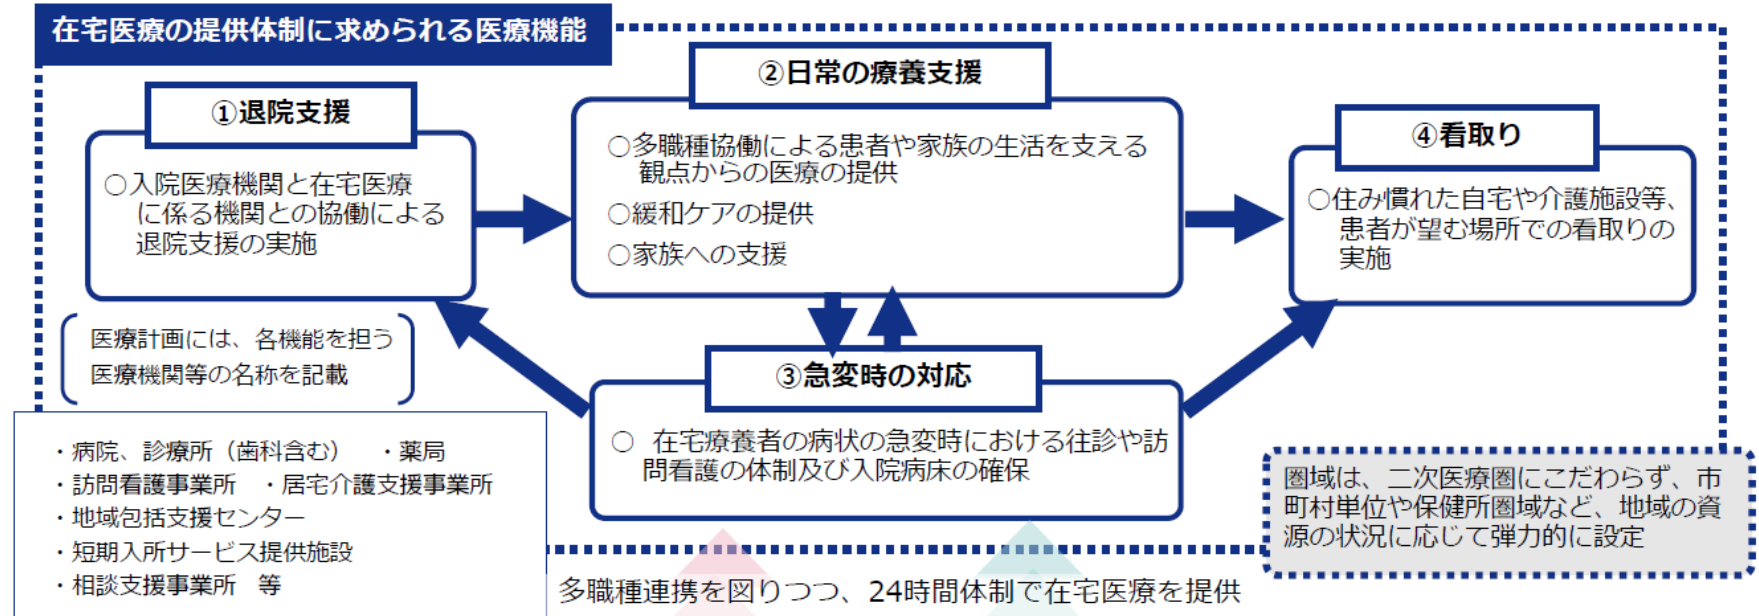 在宅医療の提供体制に求められる医療機能
①退院支援
○入院医療機関と在宅医療
に係る機関との協働による
退院支援の実施
②日常の療養支援
○多職種協働による患者や家族の生活を支える
観点からの医療の提供
○緩和ケアの提供
○家族への支援
④看取り
○住み慣れた自宅や介護施設等、
患者が望む場所での看取りの
実施
医療計画には、各機能を担う
医療機関等の名称を記載
③急変時の対応
○ 在宅療養者の病状の急変時における往診や訪
問看護の体制及び入院病床の確保
・病院、診療所（歯科含む） ・薬局
・訪問看護事業所 ・居宅介護支援事業所
・地域包括支援センター
・短期入所サービス提供施設
・相談支援事業所 等
圏域は、二次医療圏にこだわらず、市
町村単位や保健所圏域など、地域の資
源の状況に応じて弾力的に設定
多職種連携を図りつつ、24時間体制で在宅医療を提供